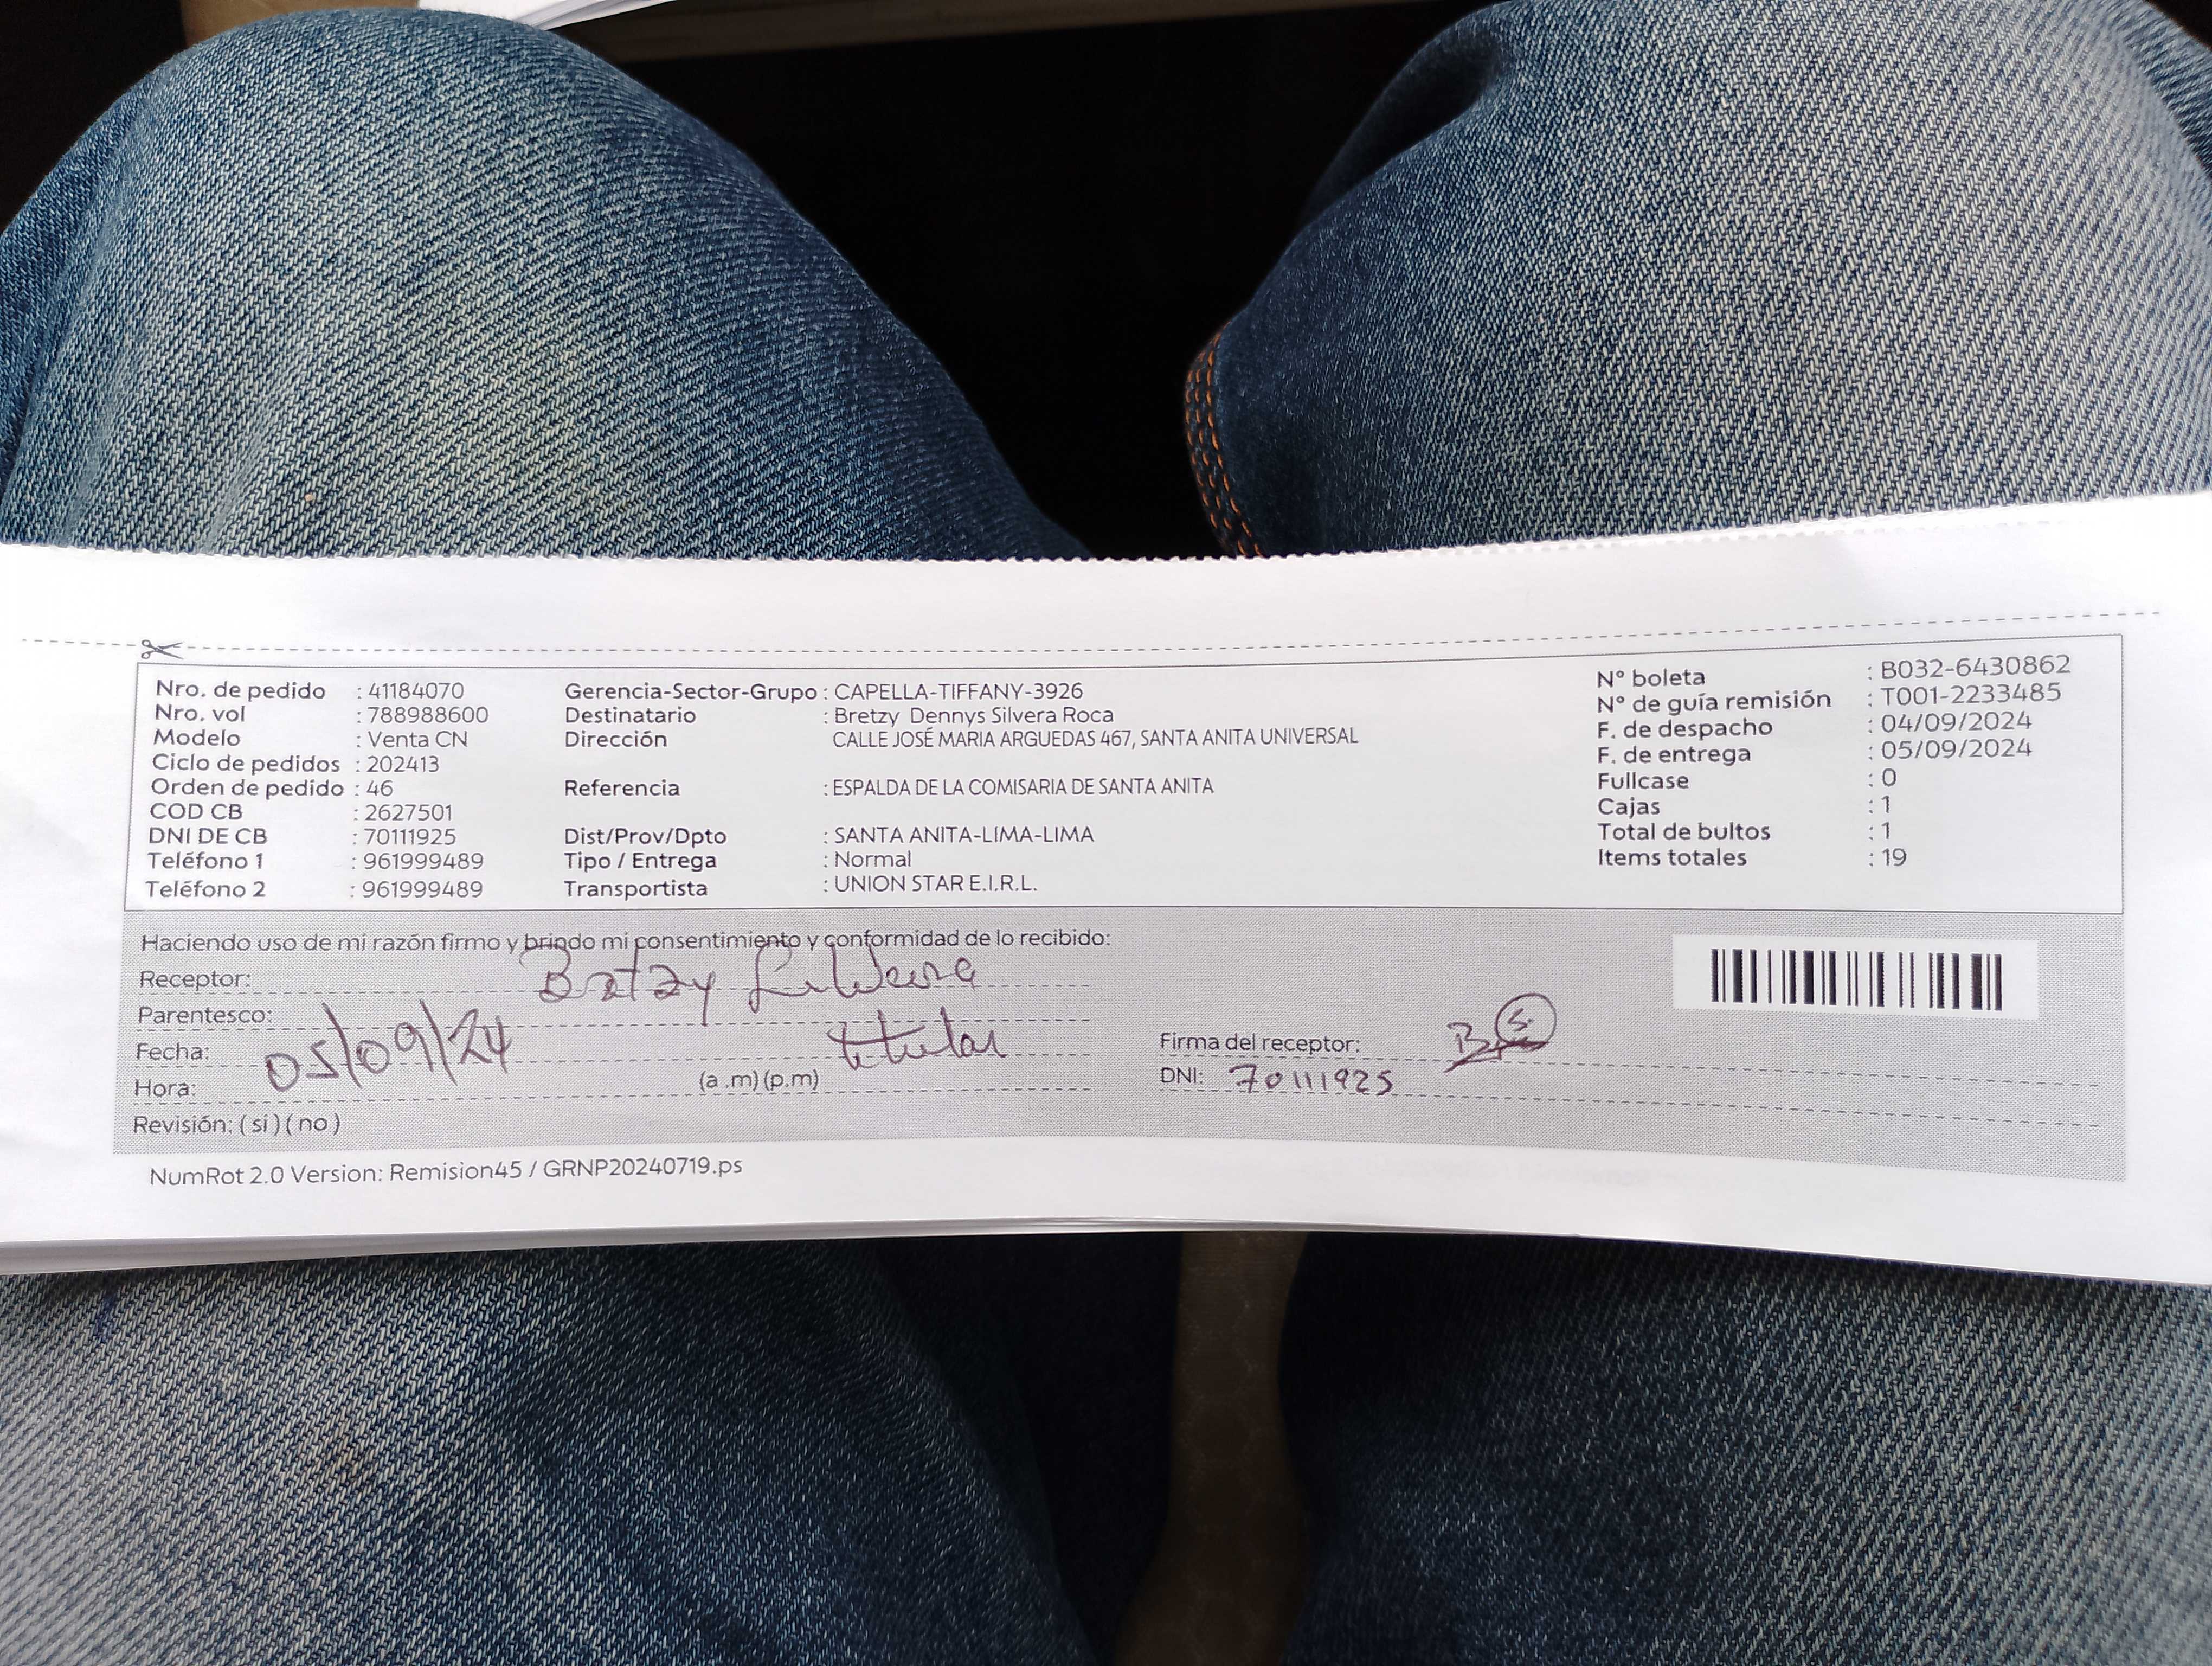 Nro. de pedido : 41184070
Nro. vol : 788988600
Modelo : Venta CN
Ciclo de pedidos : 202413
Orden de pedido : 46
COD CB : 2627501
DNI DE CB : 70111925
Teléfono 1 : 961999489
Teléfono 2 : 961999489
Gerencia-Sector-Grupo : CAPELLA-TIFFANY-3926
Destinatario : Bretzy Dennys Silvera Roca
Dirección CALLE JOSÉ MARIA ARGUEDAS 467, SANTA ANITA UNIVERSAL
Referencia : ESPALDA DE LA COMISARIA DE SANTA ANITA
Dist/Prov/Dpto : SANTA ANITA-LIMA-LIMA
Tipo / Entrega : Normal
Transportista : UNION STAR E.I.R.L.
N° boleta : B032-6430862
N° de guía remisión : T001-2233485
F. de despacho : 04/09/2024
F. de entrega : 05/09/2024
Fullcase : 0
Cajas : 1
Total de bultos : 1
Items totales : 19
Haciendo uso de mi razón firmo y brindo mi consentimiento y conformidad de lo recibido:
Receptor:
Parentesco: titular
Fecha: 05/09/24
Hora: (a .m) (p.m)
Revisión: ( si ) ( no )
Firma del receptor:
DNI: 70111925
NumRot 2.0 Version: Remision45 / GRNP20240719.ps